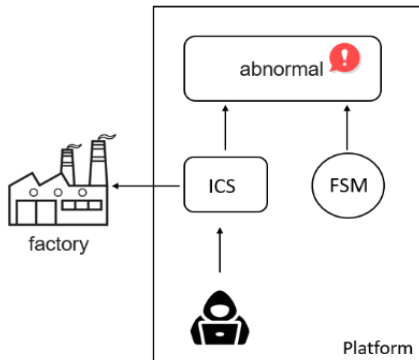 abnormal
ICS
FSM
factory
Platform